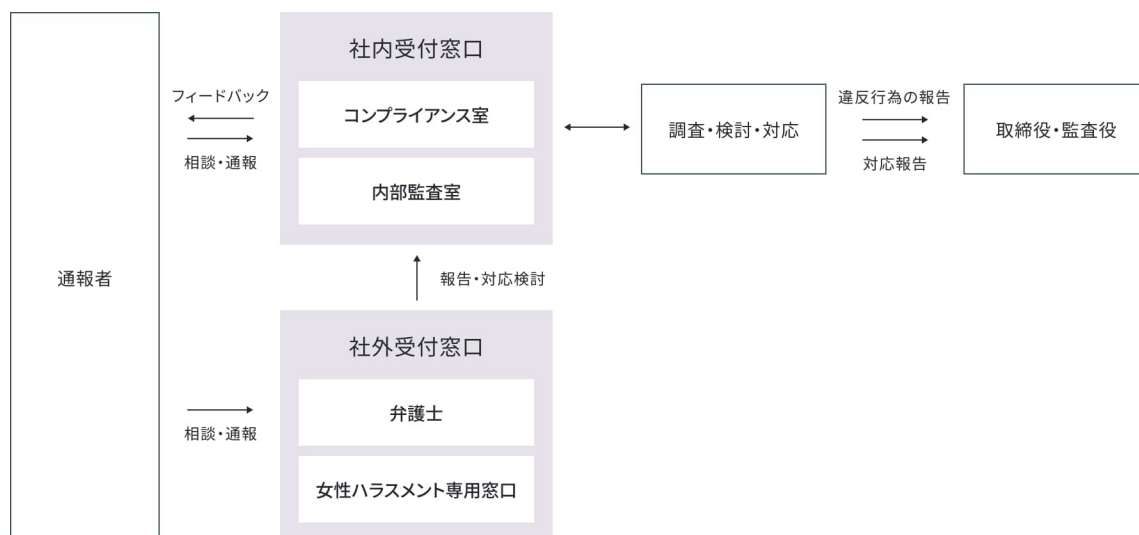 通報者
フィードバック
相談・通報
社内受付窓口
コンプライアンス室
内部監査室
調査・検討・対応
違反行為の報告
対応報告
取締役・監査役
報告・対応検討
相談・通報
社外受付窓口
弁護士
女性ハラスメント専用窓口